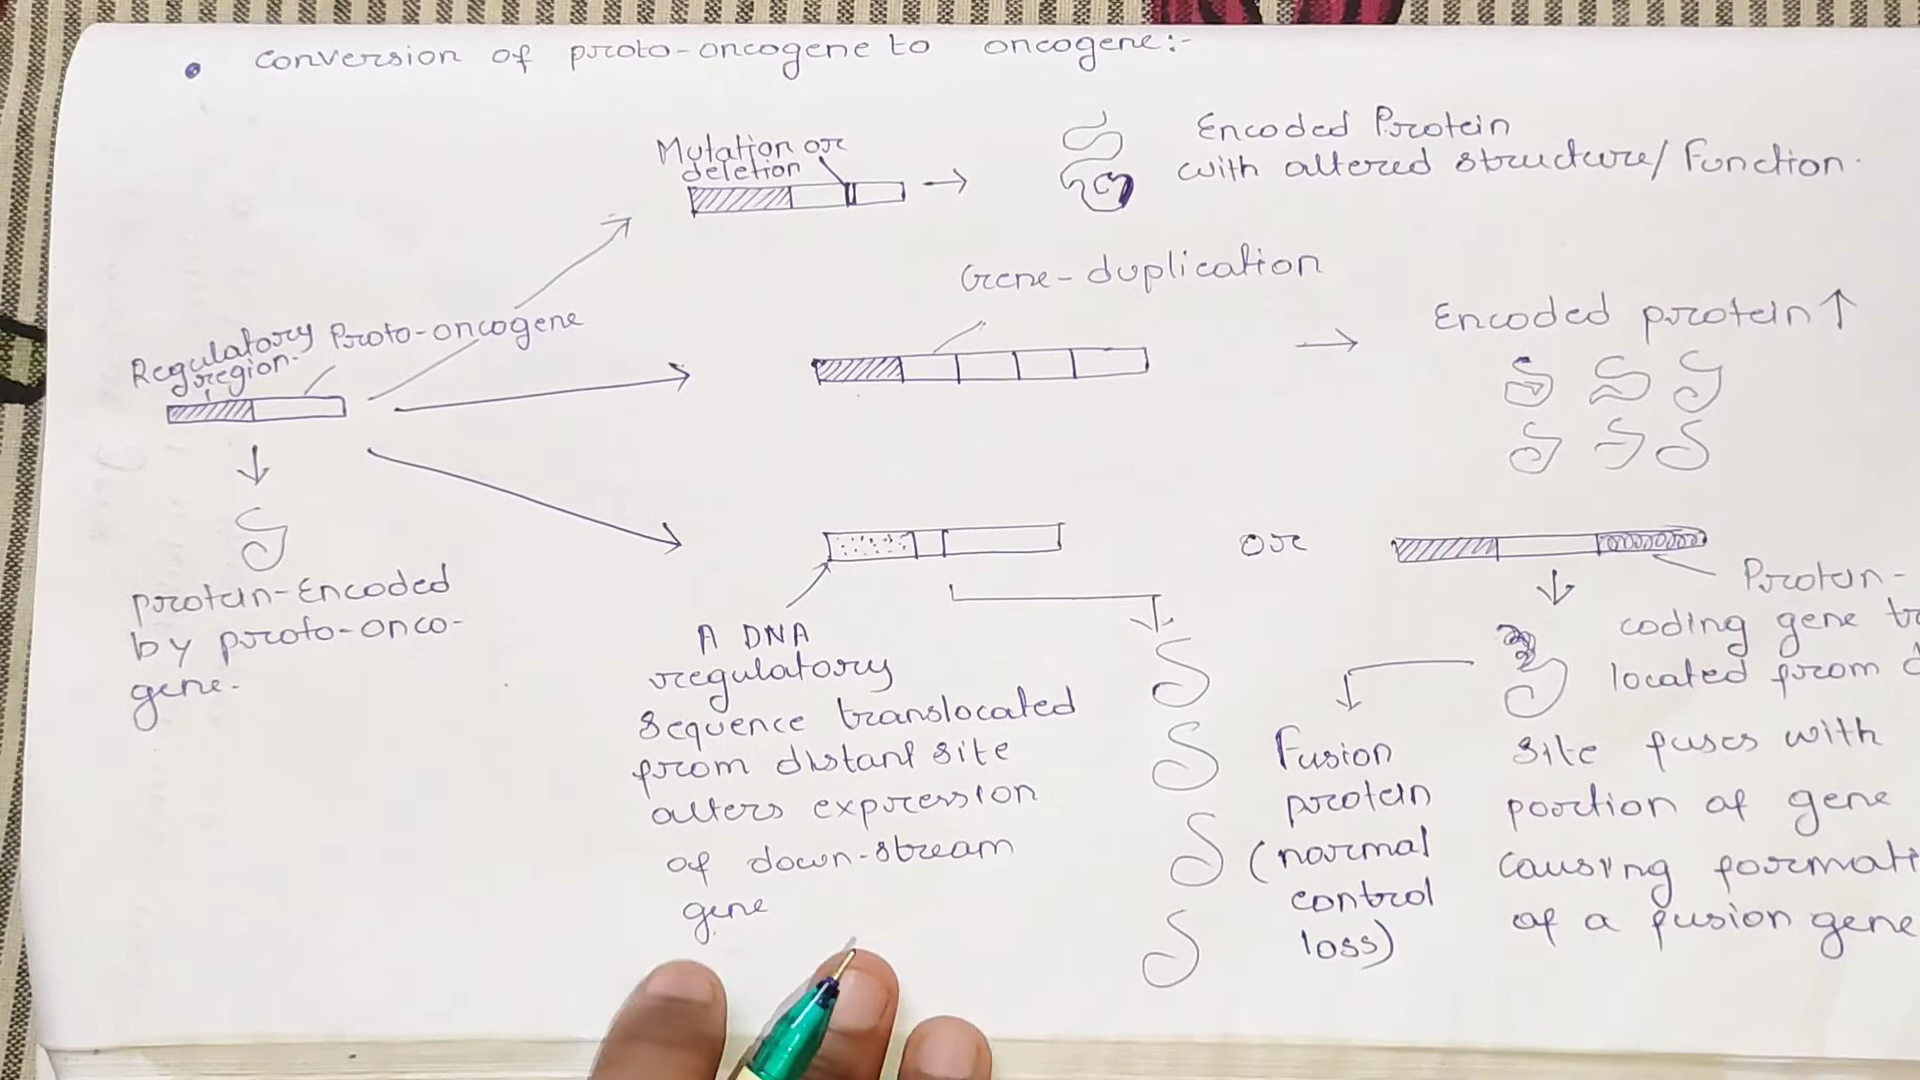 • Conversion of proto-oncogene to oncogene:-
Mutation or
deletion
Encoded Protein
with altered structure/Function.
Gene-duplication
Encoded protein↑
Regulatory
region.
Proto-oncogene
protein-Encoded
by proto-onco-
gene.
A DNA
regulatory
sequence translocated
from distant site
alters expression
of down-stream
gene
or
Protein-
coding gene
located from
site fuses with
portion of gene
causing
of a fusion gene
Fusion
protein
(normal
control
loss)